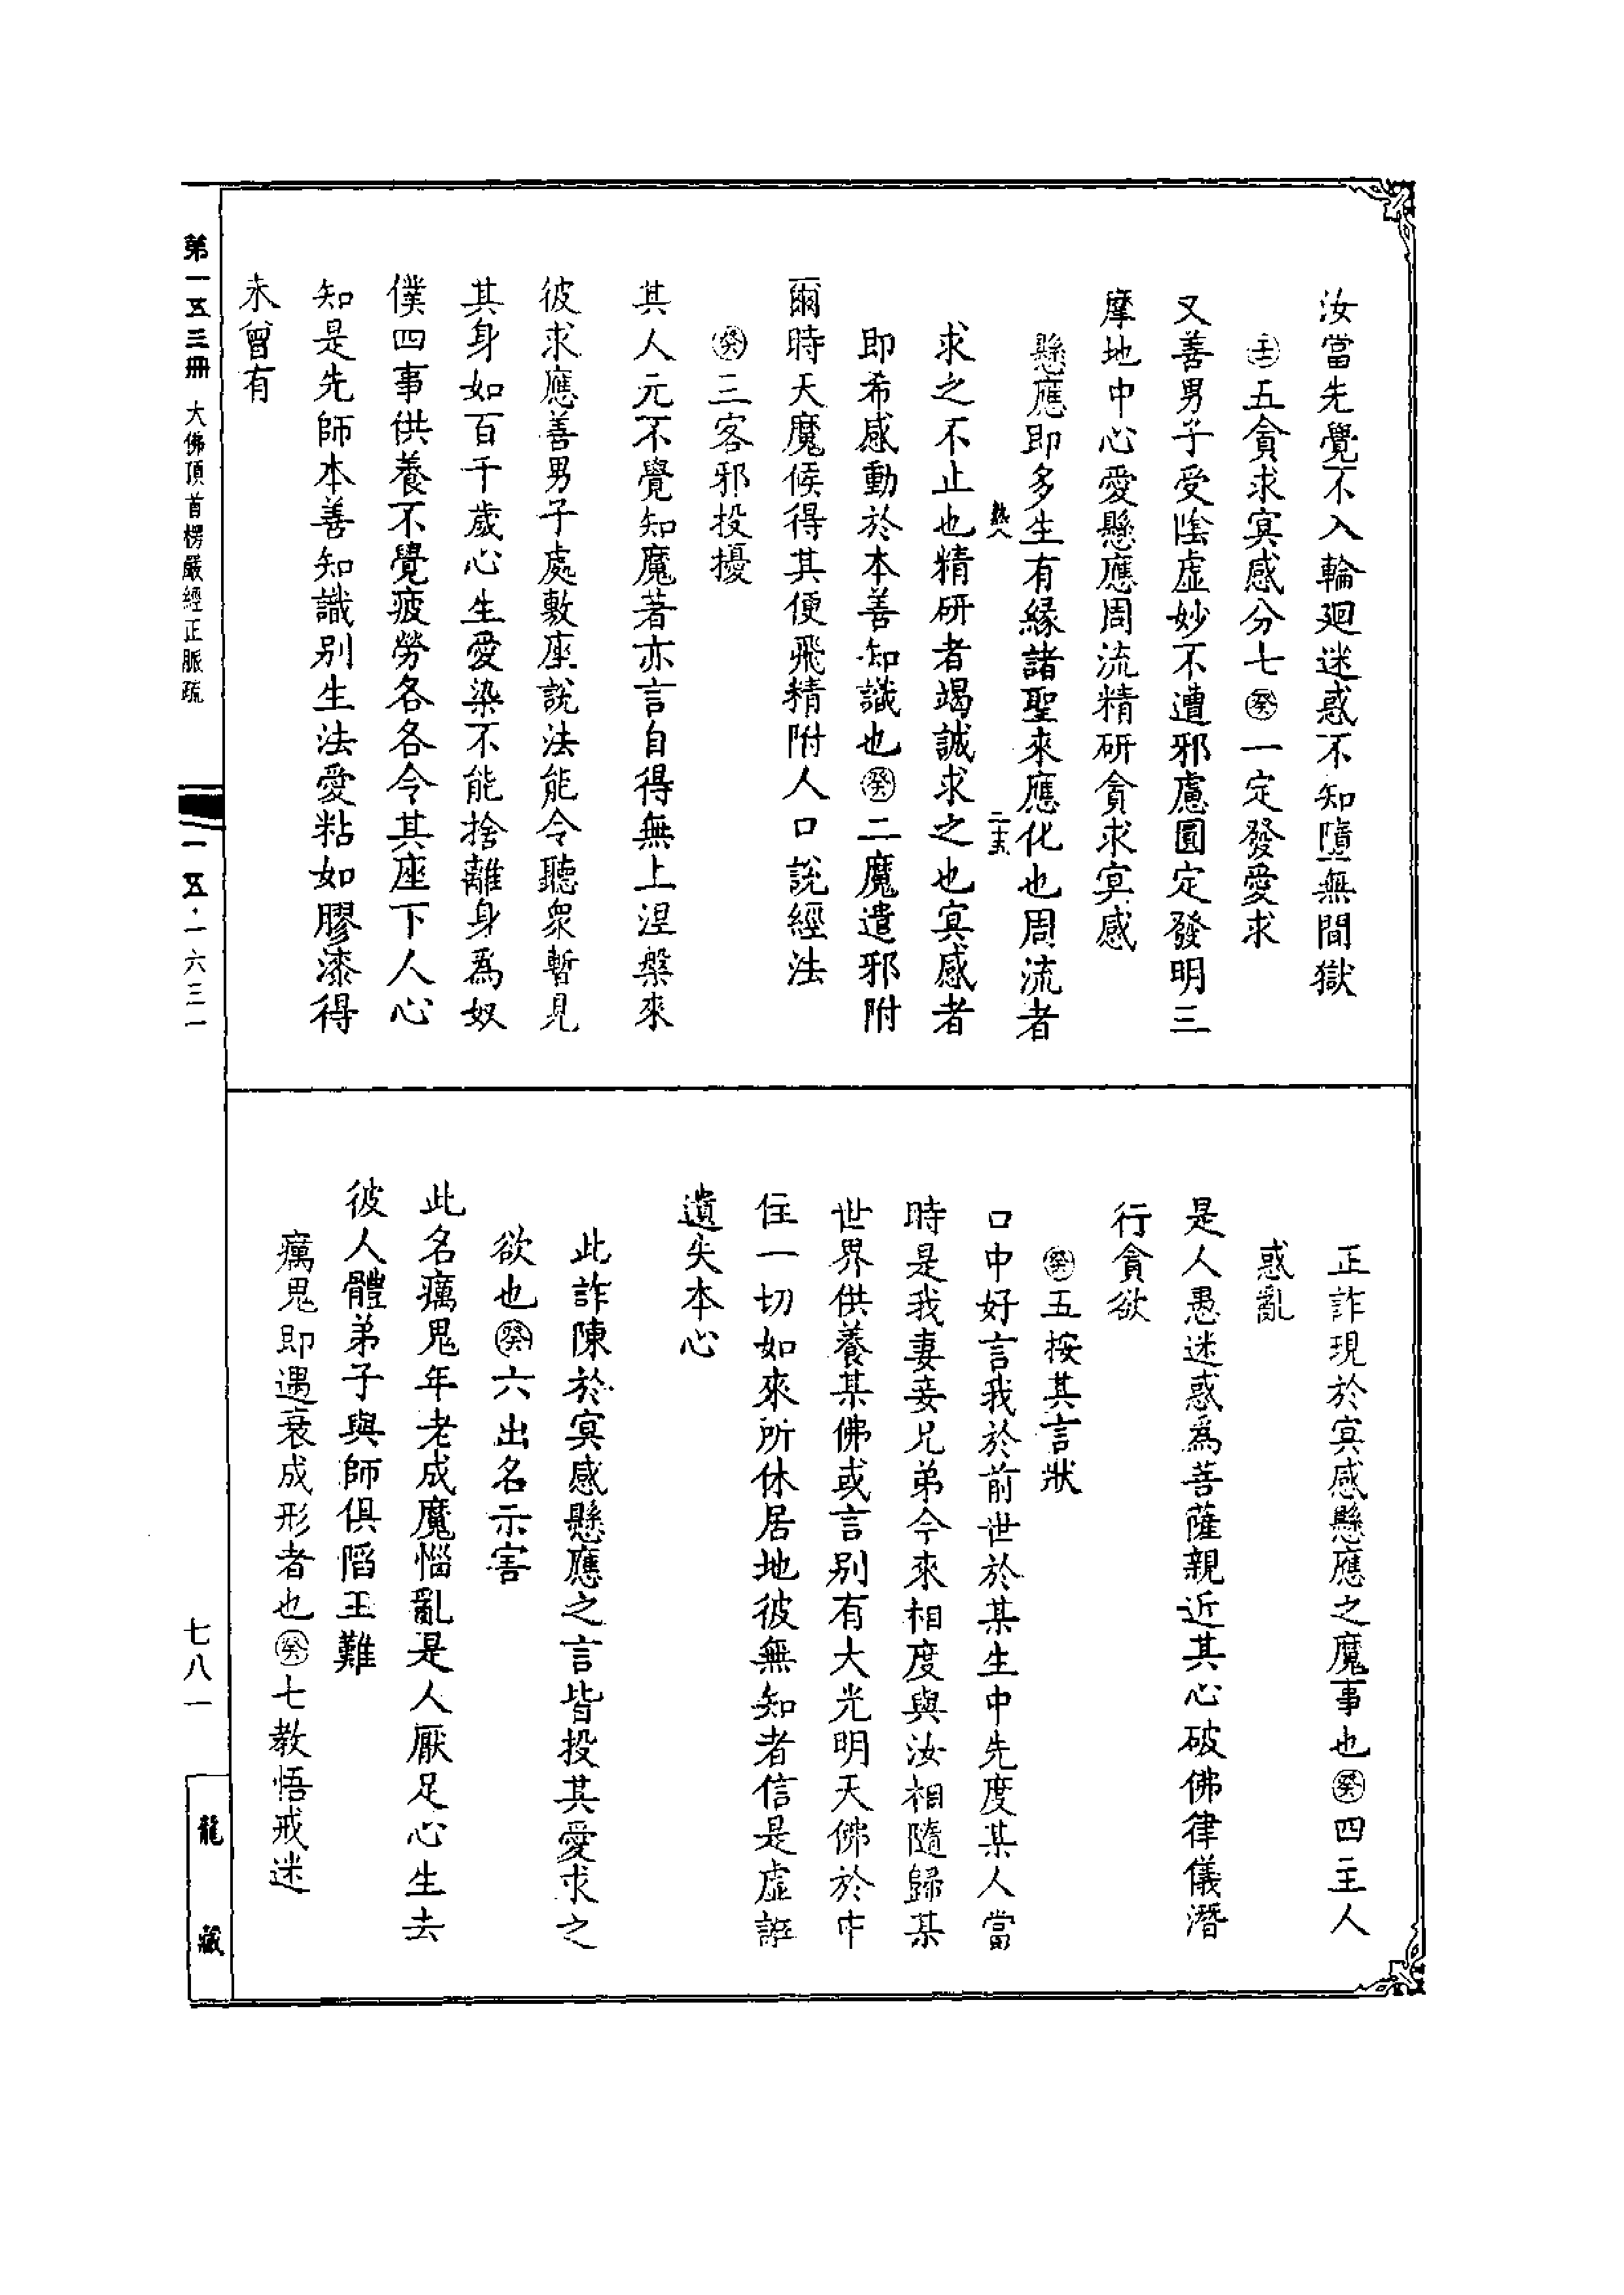 汝當先覺不入輪廻迷惑不知墮無間獄
㊀五貪求冥感分七㊀一定發愛求
又善男子受陰虛妙不遭邪慮圓定發明三
摩地中心愛懸應周流精研貪求冥感
懸應即多生有緣諸聖來應化也周流者
求之不止也精研者竭誠求之也冥感者
即希感動於本善知識也癸二魔遣邪附
爾時天魔候得其便飛精附人口說經法
癸三客邪投擾
其人元不覺知魔著亦言自得無上涅槃來
彼求應善男子處敷座說法能令聽衆暫見
其身如百千歲心生愛染不能捨離身爲奴
僕四事供養不覺疲勞各各令其座下人心
知是先師本善知識別生法愛粘如膠漆得
未曾有
正詐現於冥感懸應之魔事也癸四主人
惑亂
是人愚迷惑爲菩薩親近其心破佛律儀潛
行貪欲
癸五按其言狀
口中好言我於前世於某生中先度某人當
時是我妻妾兄弟今來相度與汝相隨歸某
世界供養某佛或言別有大光明天佛於中
住一切如來所休居地彼無知者信是虛誑
遺失本心
此詐陳於冥感懸應之言皆投其愛求之
欲也癸六出名示害
此名癘鬼年老成魔惱亂是人厭足心生去
彼人體弟子與師俱陷王難
癘鬼即遇衰成形者也癸七教悟戒迷
第一五三冊 大佛頂首楞嚴經正脈疏
一五·一六三一
七八一
龍藏